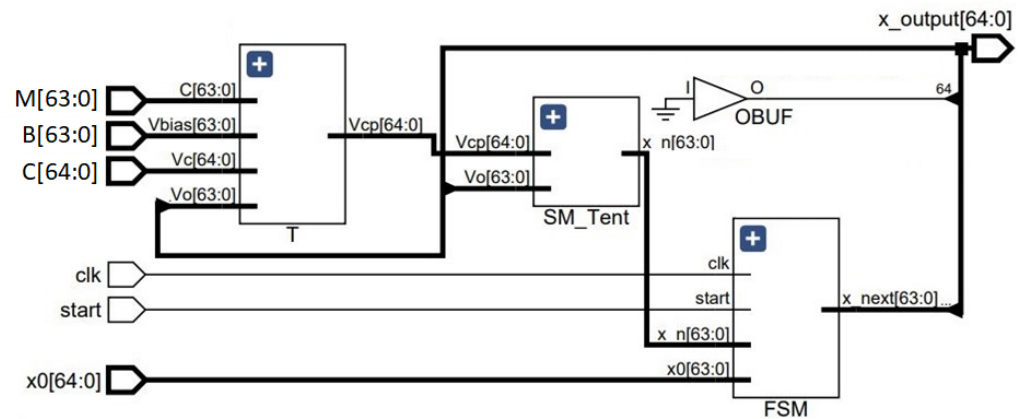 x_output[64:0]
M[63:0]
B[63:0]
C[64:0]
C[63:0]
Vbias[63:0]
Vc[64:0]
Vo[63:0]
Vcp[64:0]
T
Vcp[64:0]
Vo[63:0]
x_n[63:0]
SM_Tent
I
O
OBUF
64
clk
start
x0[64:0]
clk
start
x_n[63:0]
x0[63:0]
x_next[63:0]...
FSM